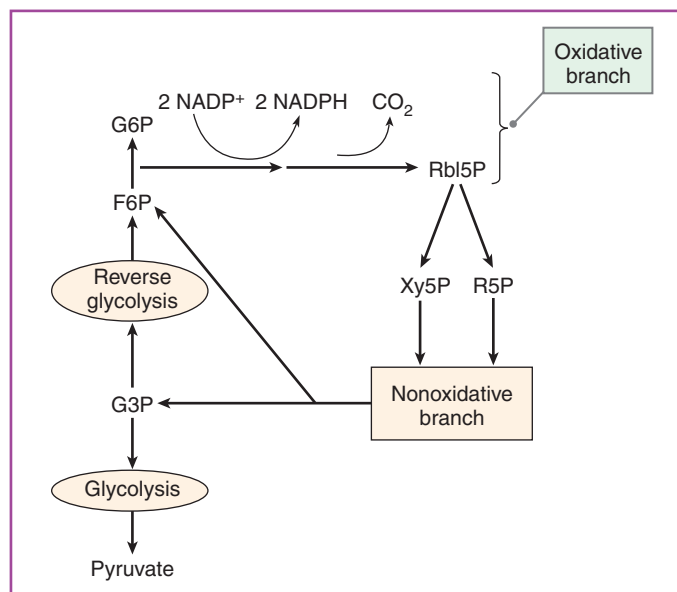 Oxidative
branch
2 NADP⁺ 2 NADPH CO₂
G6P
Rbl5P
F6P
Reverse
glycolysis
Xy5P R5P
Nonoxidative
branch
G3P
Glycolysis
Pyruvate